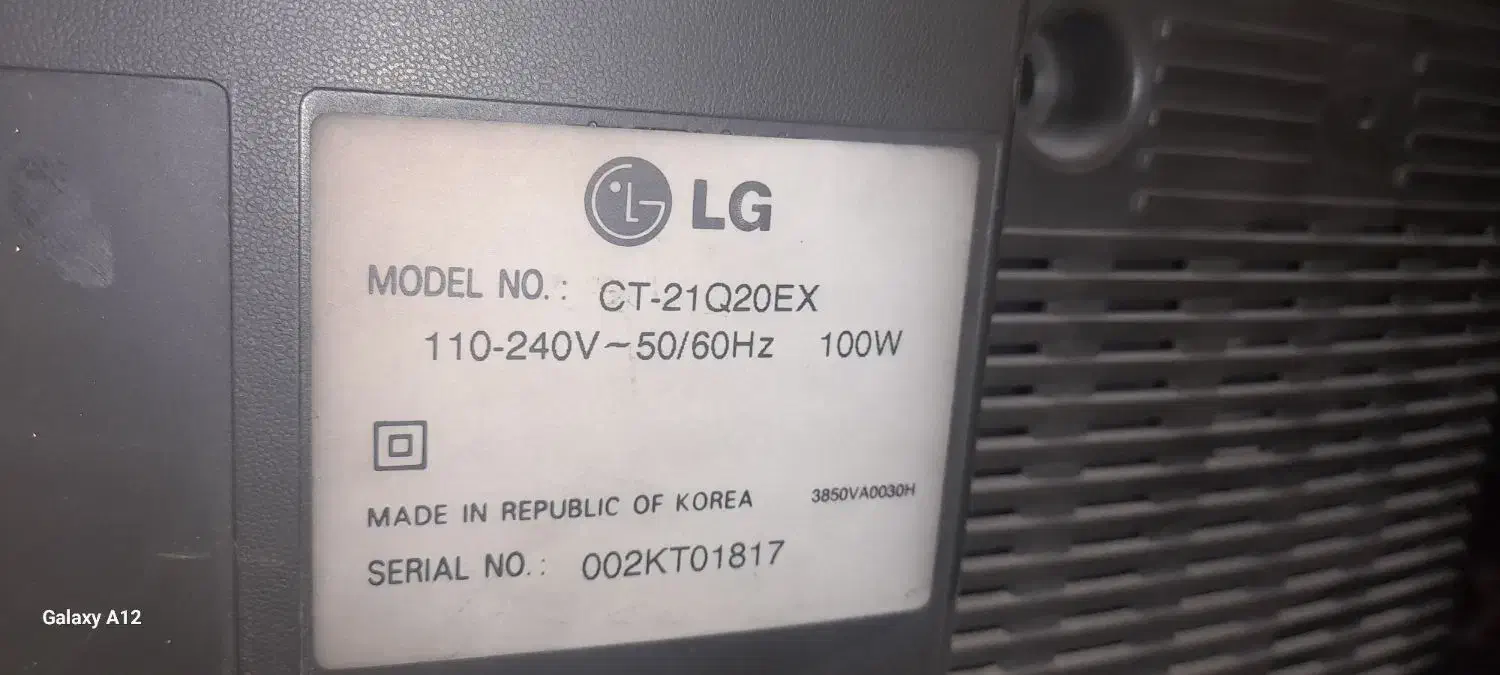 LG
MODEL NO.: CT-21Q20EX
110-240V~50/60Hz 100W
MADE IN REPUBLIC OF KOREA 3850VA0030H
SERIAL NO.: 002KT01817
Galaxy A12